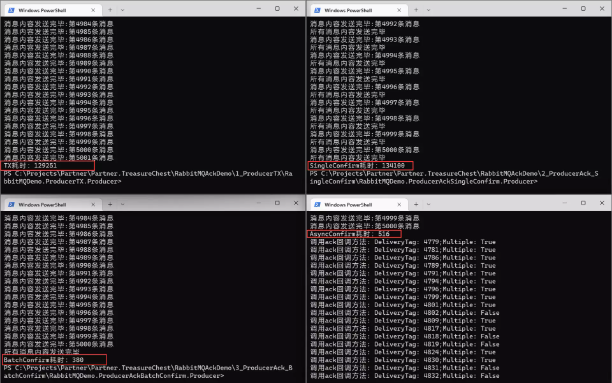 Windows PowerShell
消息内容发送完毕:第4984条消息
消息内容发送完毕:第4985条消息
消息内容发送完毕:第4986条消息
消息内容发送完毕:第4987条消息
消息内容发送完毕:第4988条消息
消息内容发送完毕:第4989条消息
消息内容发送完毕:第4990条消息
消息内容发送完毕:第4991条消息
消息内容发送完毕:第4992条消息
消息内容发送完毕:第4993条消息
消息内容发送完毕:第4994条消息
消息内容发送完毕:第4995条消息
消息内容发送完毕:第4996条消息
消息内容发送完毕:第4997条消息
消息内容发送完毕:第4998条消息
消息内容发送完毕:第4999条消息
消息内容发送完毕:第5000条消息
消息内容发送完毕:第5001条消息
TX耗时: 129251
PS C:\Projects\Partner\Partner.TreasureChest\RabbitMQAckDemo\1_ProducerTX\Ra
bbitMQDemo.ProducerTX.Producer>
Windows PowerShell
消息内容发送完毕:第4992条消息
所有消息内容发送完毕
消息内容发送完毕:第4993条消息
所有消息内容发送完毕
消息内容发送完毕:第4994条消息
所有消息内容发送完毕
消息内容发送完毕:第4995条消息
所有消息内容发送完毕
消息内容发送完毕:第4996条消息
所有消息内容发送完毕
消息内容发送完毕:第4997条消息
所有消息内容发送完毕
消息内容发送完毕:第4998条消息
所有消息内容发送完毕
消息内容发送完毕:第4999条消息
所有消息内容发送完毕
消息内容发送完毕:第5000条消息
所有消息内容发送完毕
SingleConfirm耗时: 134100
PS C:\Projects\Partner\Partner.TreasureChest\RabbitMQAckDemo\2_ProducerAck_S
ingleConfirm\RabbitMQDemo.ProducerAckSingleConfirm.Producer>
Windows PowerShell
消息内容发送完毕:第4984条消息
消息内容发送完毕:第4985条消息
消息内容发送完毕:第4986条消息
消息内容发送完毕:第4987条消息
消息内容发送完毕:第4988条消息
消息内容发送完毕:第4989条消息
消息内容发送完毕:第4990条消息
消息内容发送完毕:第4991条消息
消息内容发送完毕:第4992条消息
消息内容发送完毕:第4993条消息
消息内容发送完毕:第4994条消息
消息内容发送完毕:第4995条消息
消息内容发送完毕:第4996条消息
消息内容发送完毕:第4997条消息
消息内容发送完毕:第4998条消息
消息内容发送完毕:第4999条消息
消息内容发送完毕:第5000条消息
所有消息内容发送完毕
BatchConfirm耗时: 380
PS C:\Projects\Partner\Partner.TreasureChest\RabbitMQAckDemo\3_ProducerAck_B
atchConfirm\RabbitMQDemo.ProducerAckBatchConfirm.Producer>
Windows PowerShell
消息内容发送完毕:第4999条消息
消息内容发送完毕:第5000条消息
AsyncConfirm耗时: 516
调用ack回调方法: DeliveryTag: 4779;Multiple: True
调用ack回调方法: DeliveryTag: 4781;Multiple: True
调用ack回调方法: DeliveryTag: 4786;Multiple: True
调用ack回调方法: DeliveryTag: 4789;Multiple: True
调用ack回调方法: DeliveryTag: 4791;Multiple: True
调用ack回调方法: DeliveryTag: 4794;Multiple: True
调用ack回调方法: DeliveryTag: 4796;Multiple: True
调用ack回调方法: DeliveryTag: 4799;Multiple: True
调用ack回调方法: DeliveryTag: 4801;Multiple: True
调用ack回调方法: DeliveryTag: 4802;Multiple: False
调用ack回调方法: DeliveryTag: 4809;Multiple: True
调用ack回调方法: DeliveryTag: 4817;Multiple: True
调用ack回调方法: DeliveryTag: 4818;Multiple: False
调用ack回调方法: DeliveryTag: 4819;Multiple: False
调用ack回调方法: DeliveryTag: 4824;Multiple: True
调用ack回调方法: DeliveryTag: 4830;Multiple: True
调用ack回调方法: DeliveryTag: 4831;Multiple: False
调用ack回调方法: DeliveryTag: 4832;Multiple: False